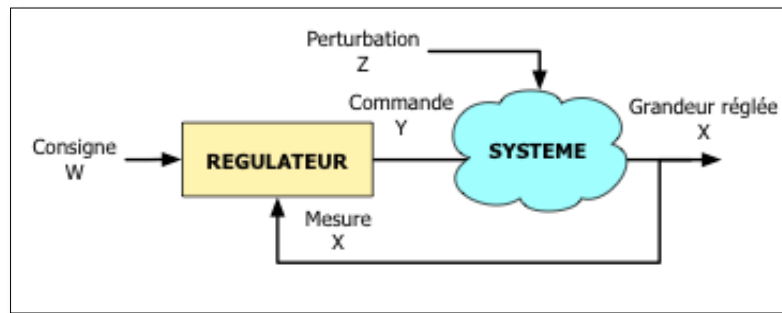 Perturbation
Z
Commande
Y
Grandeur réglée
X
Consigne
W
REGULATEUR
SYSTEME
Mesure
X